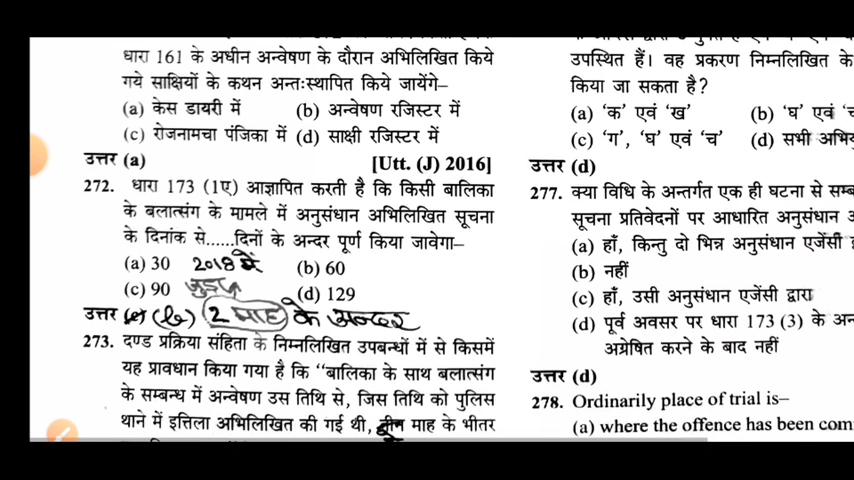 धारा 161 के अधीन अन्वेषण के दौरान अभिलिखित किये
गये साक्षियों के कथन अन्तःस्थापित किये जायेंगे–
(a) केस डायरी में (b) अन्वेषण रजिस्टर में
(c) रोजनामचा पंजिका में (d) साक्षी रजिस्टर में
उत्तर (a) [Utt. (J) 2016]
272. धारा 173 (1ए) आज्ञापित करती है कि किसी बालिका
के बलात्संग के मामले में अनुसंधान अभिलिखित सूचना
के दिनांक से......दिनों के अन्दर पूर्ण किया जावेगा–
(a) 30 2018 में (b) 60
(c) 90 (d) 129
उत्तर (b) 2 माह के अन्दर
273. दण्ड प्रक्रिया संहिता के निम्नलिखित उपबन्धों में से किसमें
यह प्रावधान किया गया है कि "बालिका के साथ बलात्संग
के सम्बन्ध में अन्वेषण उस तिथि से, जिस तिथि को पुलिस
थाने में इत्तिला अभिलिखित की गई थी, माह के भीतर
उपस्थित हैं। वह प्रकरण निम्नलिखित के
किया जा सकता है?
(a) 'क' एवं 'ख' (b) 'घ' एवं
(c) 'ग', 'घ' एवं 'च' (d) सभी
उत्तर (d)
277. क्या विधि के अन्तर्गत एक ही घटना से
सूचना प्रतिवेदनों पर आधारित अनुसंधान
(a) हाँ, किन्तु दो भिन्न अनुसंधान एजेंसी
(b) नहीं
(c) हाँ, उसी अनुसंधान एजेंसी द्वारा
(d) पूर्व अवसर पर धारा 173 (3) के
अग्रेषित करने के बाद नहीं
उत्तर (d)
278. Ordinarily place of trial is–
(a) where the offence has been com